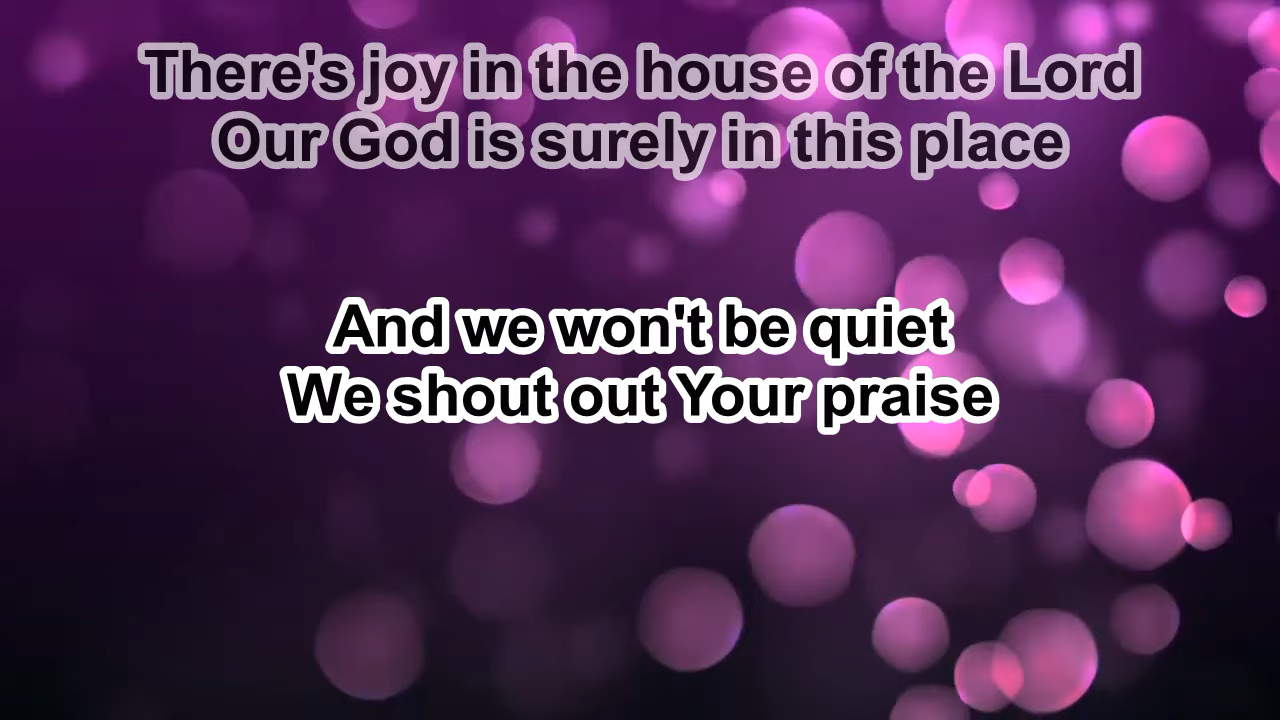 There's joy in the house of the Lord
Our God is surely in this place
And we won't be quiet
We shout out Your praise